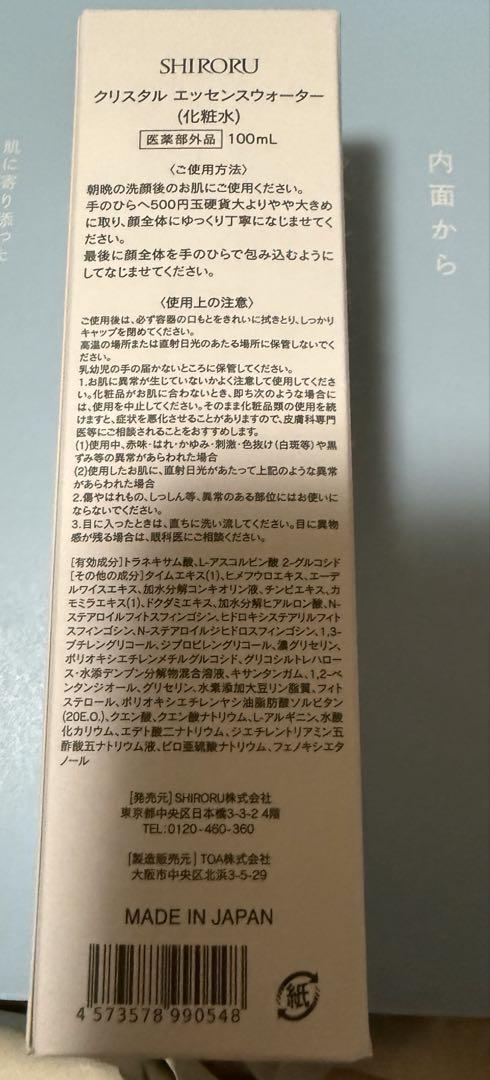 SHIRORU
クリスタル エッセンスウォーター
(化粧水)
医薬部外品 100mL
〈ご使用方法〉
朝晩の洗顔後のお肌にご使用ください。
手のひらへ500円玉硬貨大よりやや大きめ
に取り、顔全体にゆっくり丁寧になじませてく
ださい。
最後に顔全体を手のひらで包み込むように
してなじませてください。
〈使用上の注意〉
ご使用後は、必ず容器の口もとをきれいに拭きとり、しっかり
キャップを閉めてください。
高温の場所または直射日光のあたる場所に保管しないでく
ださい。
乳幼児の手の届かないところに保管してください。
1.お肌に異常が生じていないかよく注意して使用してくださ
い。化粧品がお肌に合わないとき、即ち次のような場合に
は、使用を中止してください。そのまま化粧品類の使用を続
けますと、症状を悪化させることがありますので、皮膚科専門
医等にご相談されることをおすすめします。
(1)使用中、赤味・はれ・かゆみ・刺激・色抜け(白斑等)や黒
ずみ等の異常があらわれた場合
(2)使用したお肌に、直射日光があたって上記のような異常
があらわれた場合
2.傷やはれもの、しっしん等、異常のある部位にはお使いに
ならないでください。
3.目に入ったときは、直ちに洗い流してください。目に異物
感が残る場合は、眼科医にご相談ください。
[有効成分]トラネキサム酸、L-アスコルビン酸 2-グルコシド
[その他の成分]タイムエキス(1)、ヒメフウロエキス、エーデ
ルワイスエキス、加水分解コンキオリン液、チンピエキス、カ
モミラエキス(1)、ドクダミエキス、加水分解ヒアルロン酸、N-
ステアロイルフィトスフィンゴシン、ヒドロキシステアリルフィト
スフィンゴシン、N-ステアロイルジヒドロスフィンゴシン、1,3-
ブチレングリコール、ジプロピレングリコール、濃グリセリン、
ポリオキシエチレンメチルグルコシド、グリコシルトレハロー
ス・水添デンプン分解物混合溶液、キサンタンガム、1,2-ペ
ンタンジオール、グリセリン、水素添加大豆リン脂質、フィト
ステロール、ポリオキシエチレンヤシ油脂肪酸ソルビタン
(20E.O.)、クエン酸、クエン酸ナトリウム、L-アルギニン、水酸
化カリウム、エデト酸二ナトリウム、ジエチレントリアミン五
酢酸五ナトリウム液、ピロ亜硫酸ナトリウム、フェノキシエタ
ノール
[発売元] SHIRORU株式会社
東京都中央区日本橋3-3-2 4階
TEL:0120-460-360
[製造販売元] TOA株式会社
大阪市中央区北浜3-5-29
MADE IN JAPAN
4 573578 990548
紙
内面から
肌に寄り添った